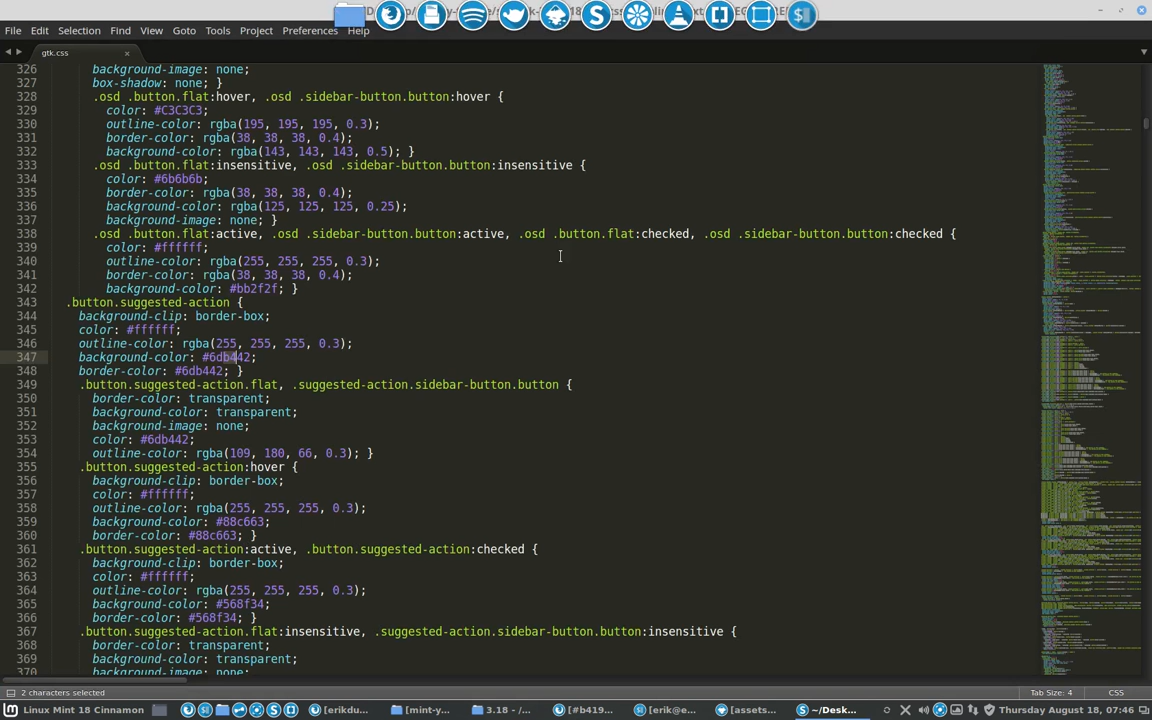 File Edit Selection Find View Goto Tools Project Preferences Help
gtk.css
326 background-image: none;
327 box-shadow: none; }
328 .osd .button.flat:hover, .osd .sidebar-button.button:hover {
329 color: #C3C3C3;
330 outline-color: rgba(195, 195, 195, 0.3);
331 border-color: rgba(38, 38, 38, 0.4);
332 background-color: rgba(143, 143, 143, 0.5); }
333 .osd .button.flat:insensitive, .osd .sidebar-button.button:insensitive {
334 color: #6b6b6b;
335 border-color: rgba(38, 38, 38, 0.4);
336 background-color: rgba(125, 125, 125, 0.25);
337 background-image: none; }
338 .osd .button.flat:active, .osd .sidebar-button.button:active, .osd .button.flat:checked, .osd .sidebar-button.button:checked {
339 color: #ffffff;
340 outline-color: rgba(255, 255, 255, 0.3);
341 border-color: rgba(38, 38, 38, 0.4);
342 background-color: #bb2f2f; }
343 .button.suggested-action {
344 background-clip: border-box;
345 color: #ffffff;
346 outline-color: rgba(255, 255, 255, 0.3);
347 background-color: #6db442;
348 border-color: #6db442; }
349 .button.suggested-action.flat, .suggested-action.sidebar-button.button {
350 border-color: transparent;
351 background-color: transparent;
352 background-image: none;
353 color: #6db442;
354 outline-color: rgba(109, 180, 66, 0.3); }
355 .button.suggested-action:hover {
356 background-clip: border-box;
357 color: #ffffff;
358 outline-color: rgba(255, 255, 255, 0.3);
359 background-color: #88c663;
360 border-color: #88c663; }
361 .button.suggested-action:active, .button.suggested-action:checked {
362 background-clip: border-box;
363 color: #ffffff;
364 outline-color: rgba(255, 255, 255, 0.3);
365 background-color: #568f34;
366 border-color: #568f34; }
367 .button.suggested-action.flat:insensitive, .suggested-action.sidebar-button.button:insensitive {
368 border-color: transparent;
369 background-color: transparent;
370 background-image: none;
2 characters selected Tab Size: 4 CSS
Linux Mint 18 Cinnamon [erikdu... [mint-y... 3.18 - /... [#b419... [erik@e... [assets... ~/Desk... Thursday August 18, 07:46